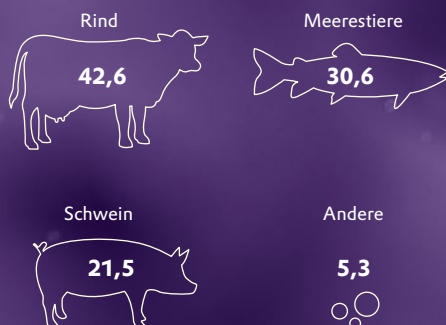 Rind
42,6
Meerestiere
30,6
Schwein
21,5
Andere
5,3